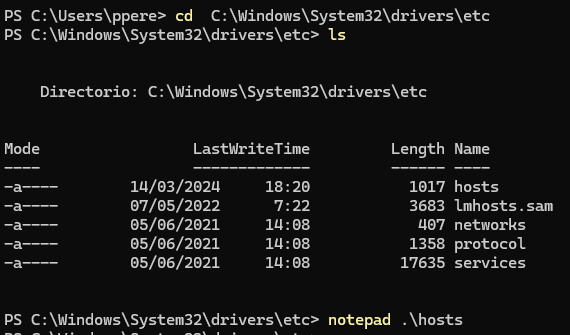 PS C:\Users\ppere> cd  C:\Windows\System32\drivers\etc
PS C:\Windows\System32\drivers\etc> ls
    Directorio: C:\Windows\System32\drivers\etc
Mode                 LastWriteTime         Length Name
----                 -------------         ------ ----
-a----        14/03/2024     18:20           1017 hosts
-a----        07/05/2022      7:22           3683 lmhosts.sam
-a----        05/06/2021     14:08            407 networks
-a----        05/06/2021     14:08           1358 protocol
-a----        05/06/2021     14:08          17635 services
PS C:\Windows\System32\drivers\etc> notepad .\hosts